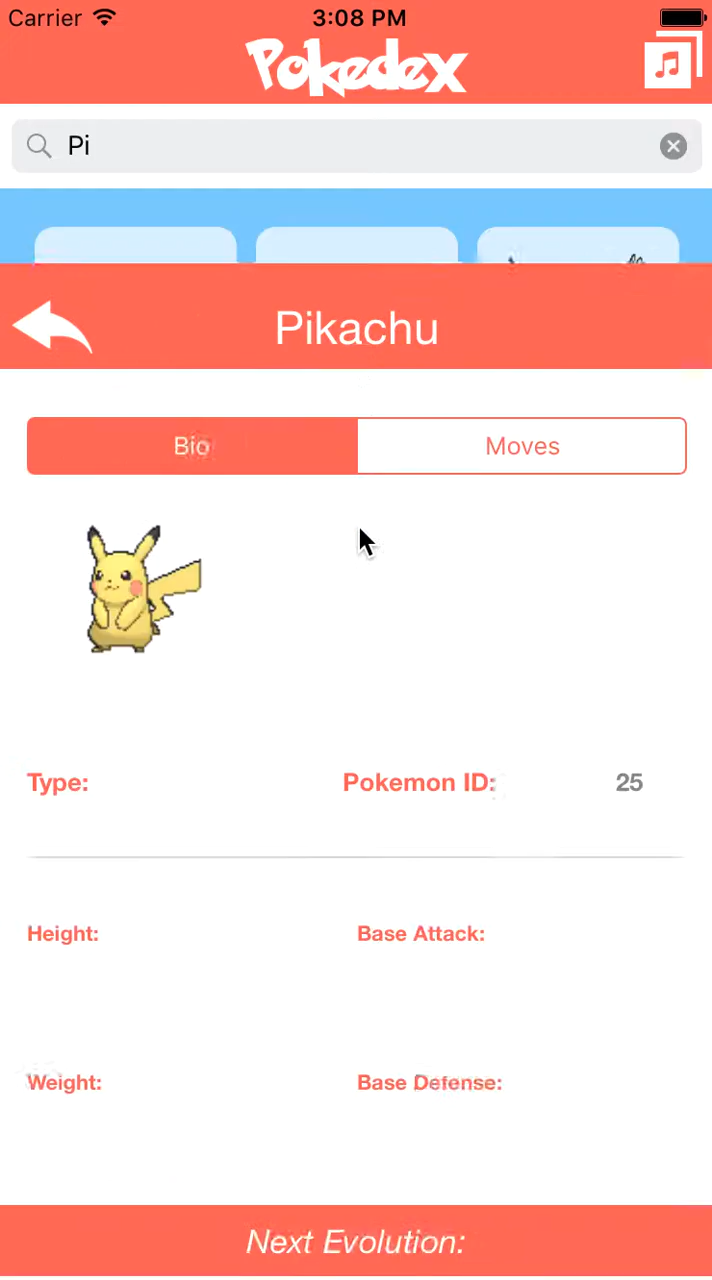 Carrier 3:08 PM
Pokedex
Pi
Pikachu
Bio Moves
Type: Pokemon ID: 25
Height: Base Attack:
Weight: Base Defense:
Next Evolution: